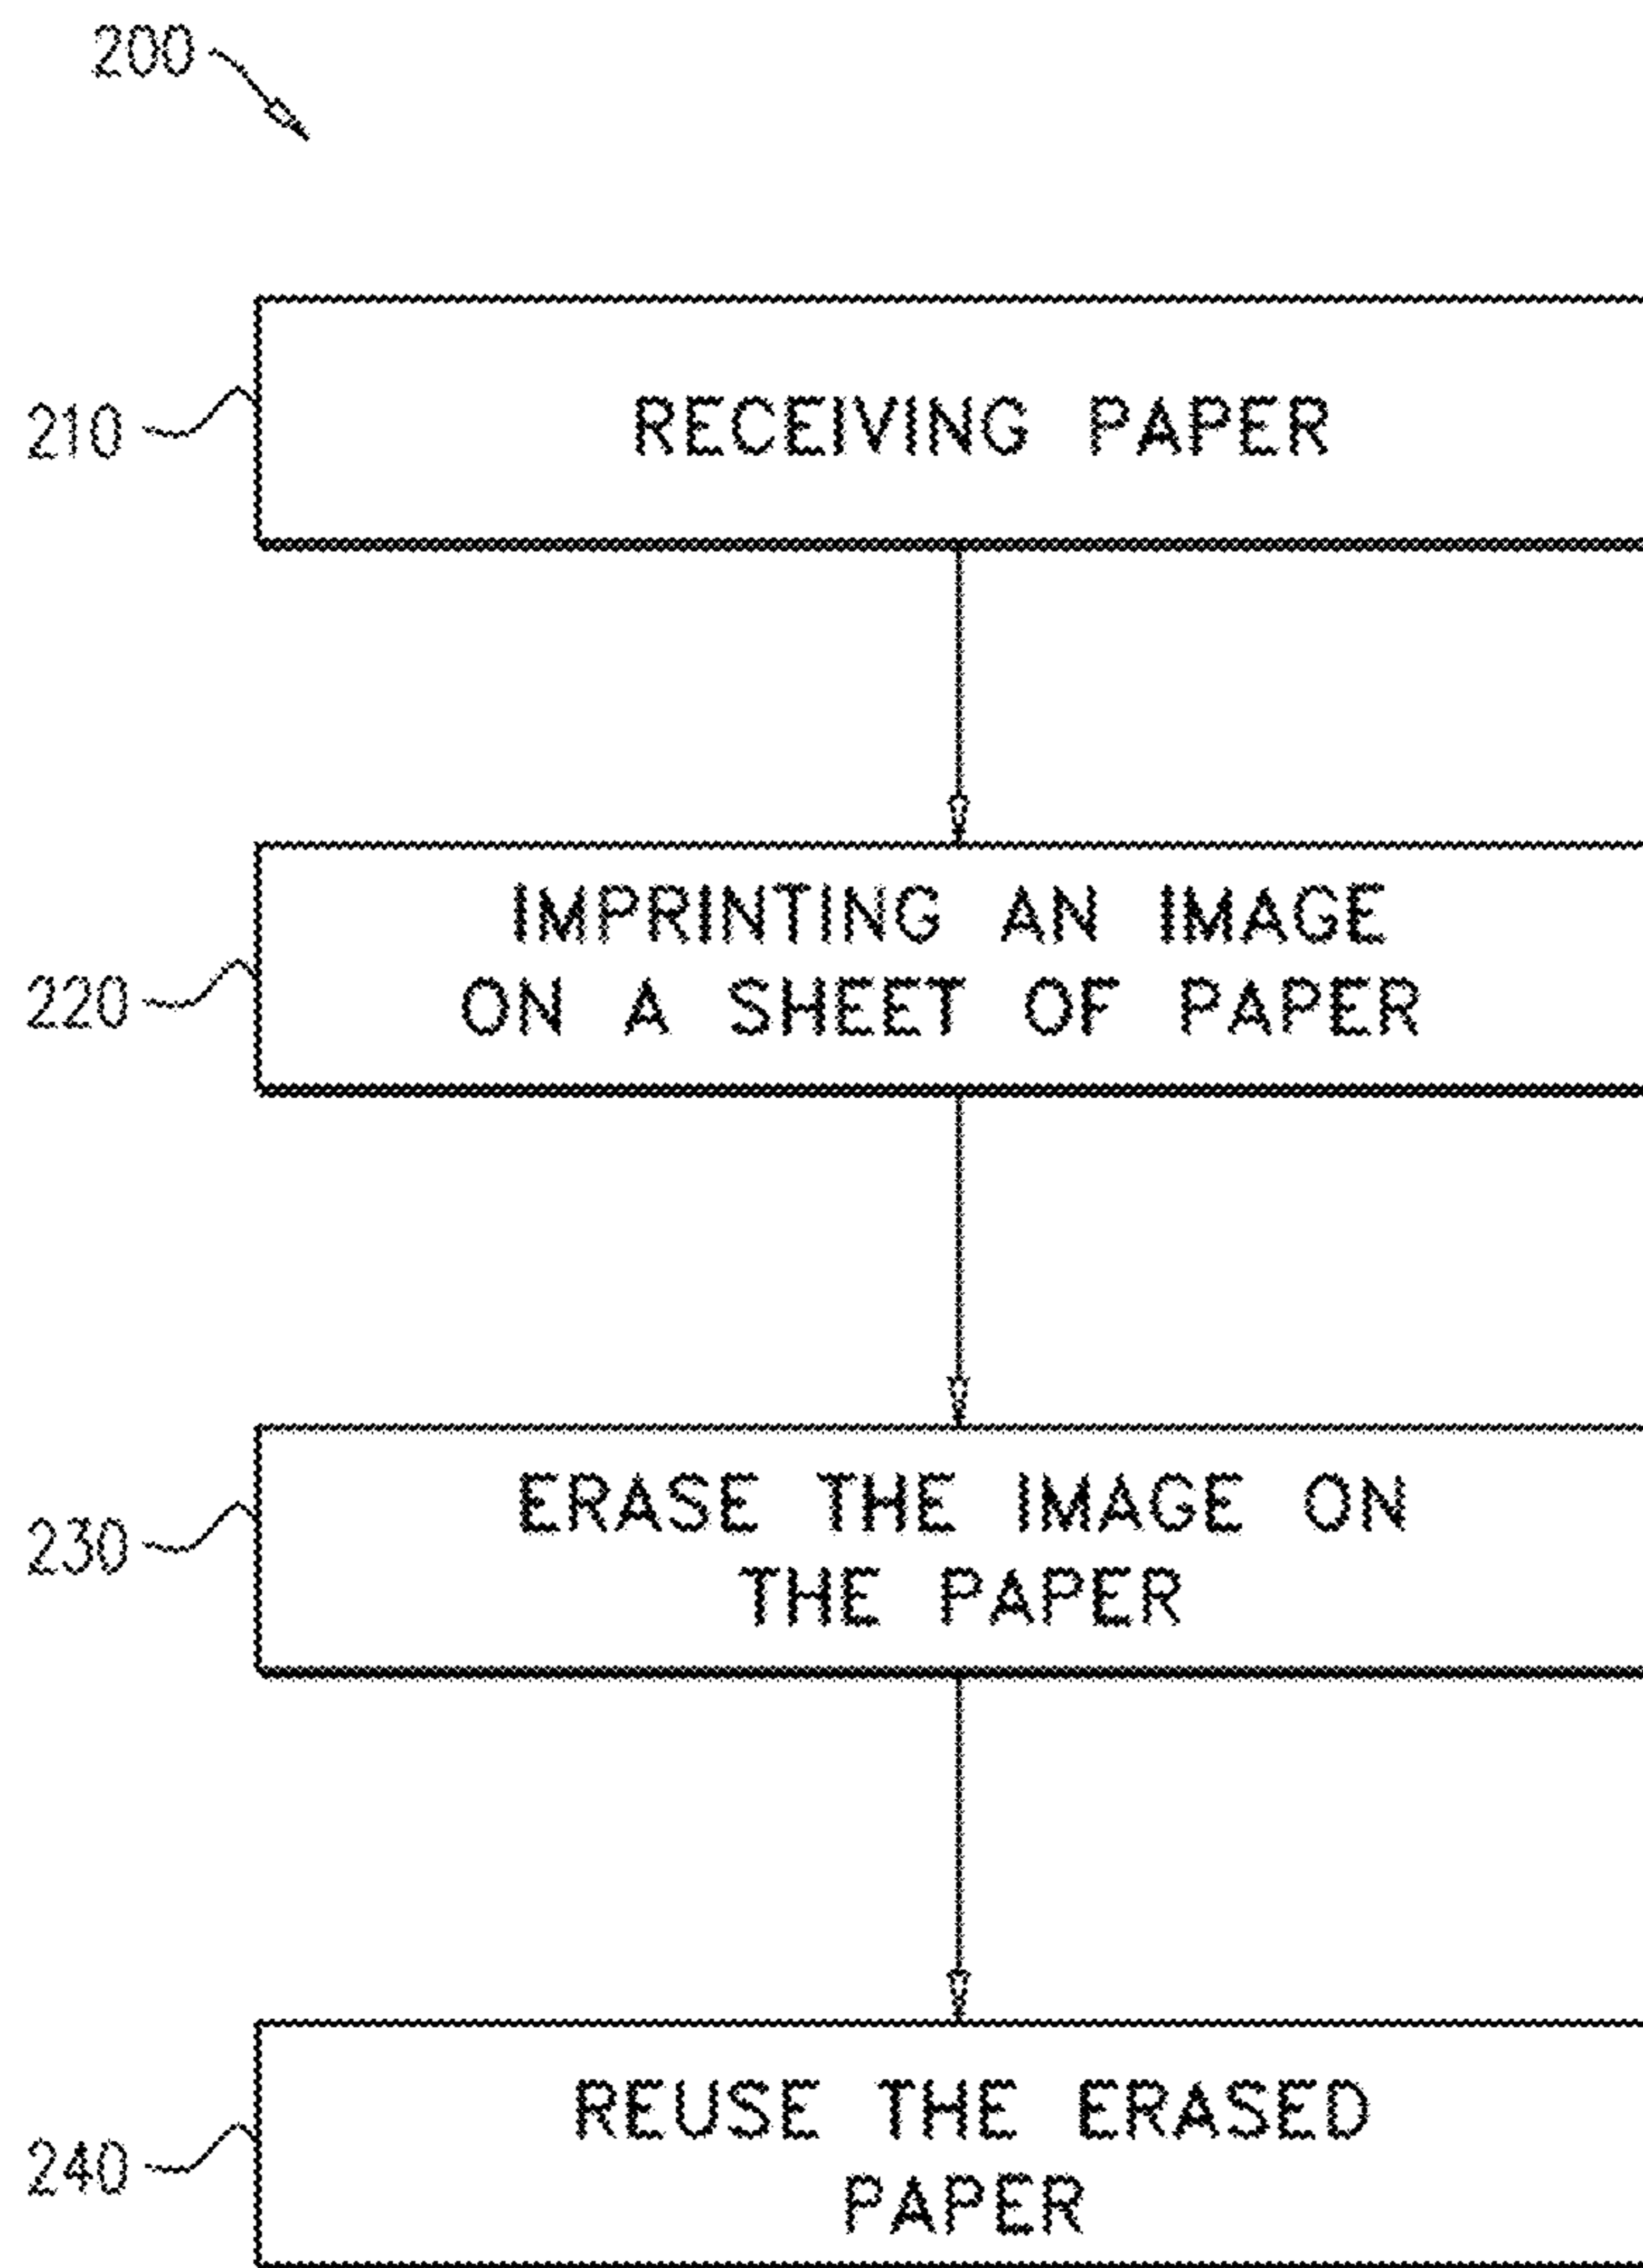 200
210
RECEIVING PAPER
220
IMPRINTING AN IMAGE
ON A SHEET OF PAPER
230
ERASE THE IMAGE ON
THE PAPER
240
REUSE THE ERASED
PAPER